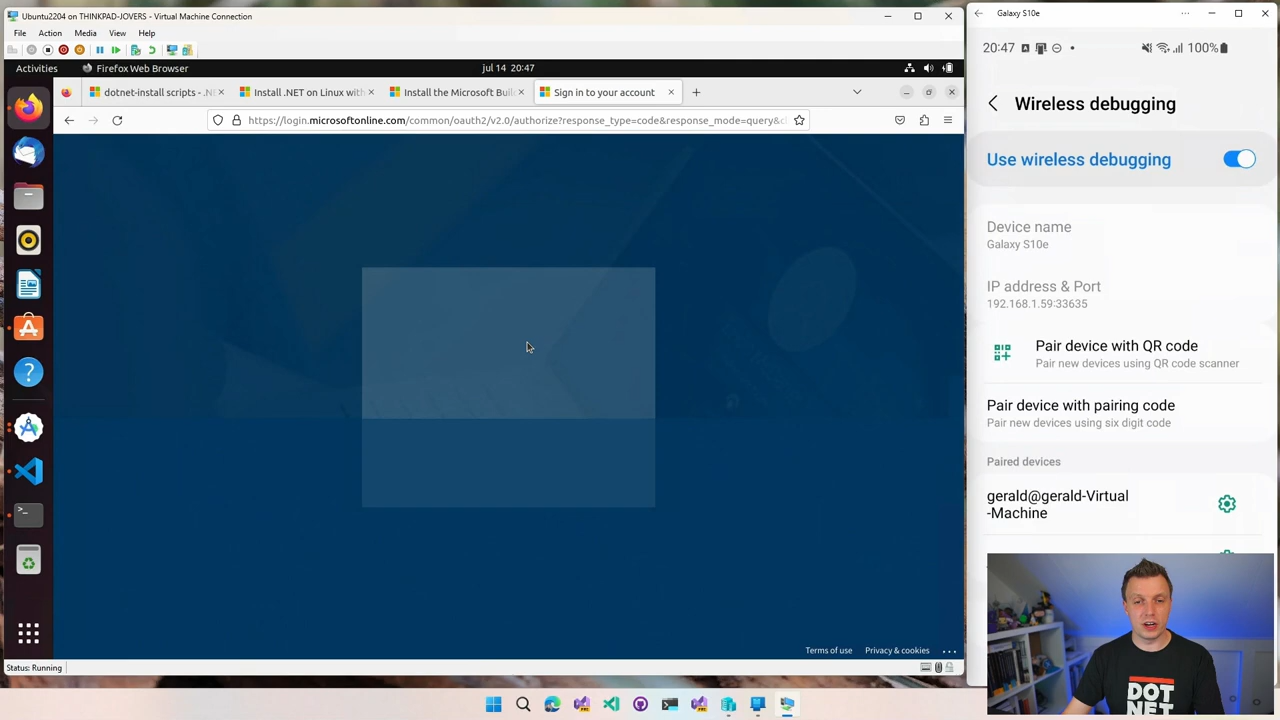 Ubuntu2204 on THINKPAD-JOVERS - Virtual Machine Connection
File Action Media View Help
Activities
Firefox Web Browser
jul 14 20:47
dotnet-install scripts - .NE
Install .NET on Linux with
Install the Microsoft Buil
Sign in to your account
https://login.microsoftonline.com/common/oauth2/v2.0/authorize?response_type=code&response_mode=query&cl
Terms of use
Privacy & cookies
...
Status: Running
Galaxy S10e
20:47
100%
Wireless debugging
Use wireless debugging
Device name
Galaxy S10e
IP address & Port
192.168.1.59:33635
Pair device with QR code
Pair new devices using QR code scanner
Pair device with pairing code
Pair new devices using six digit code
Paired devices
gerald@gerald-Virtual
-Machine
DOT
NET